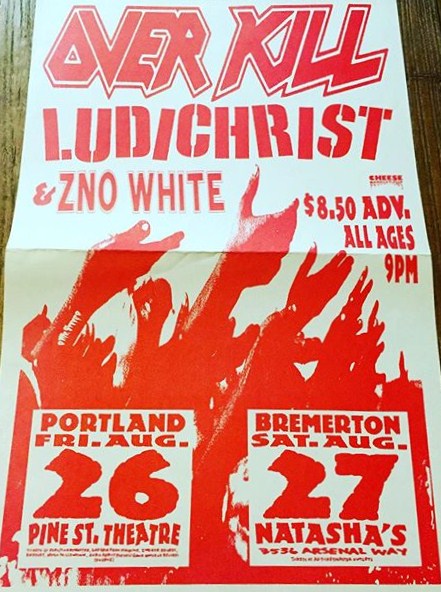 OVER KILL
LUDICHRIST
& ZNO WHITE
CHEESE
$8.50 ADV.
ALL AGES
9PM
PORTLAND
FRI. AUG.
26
PINE ST. THEATRE
BREMERTON
SAT. AUG.
27
NATASHA'S
3536 ARSENAL WAY